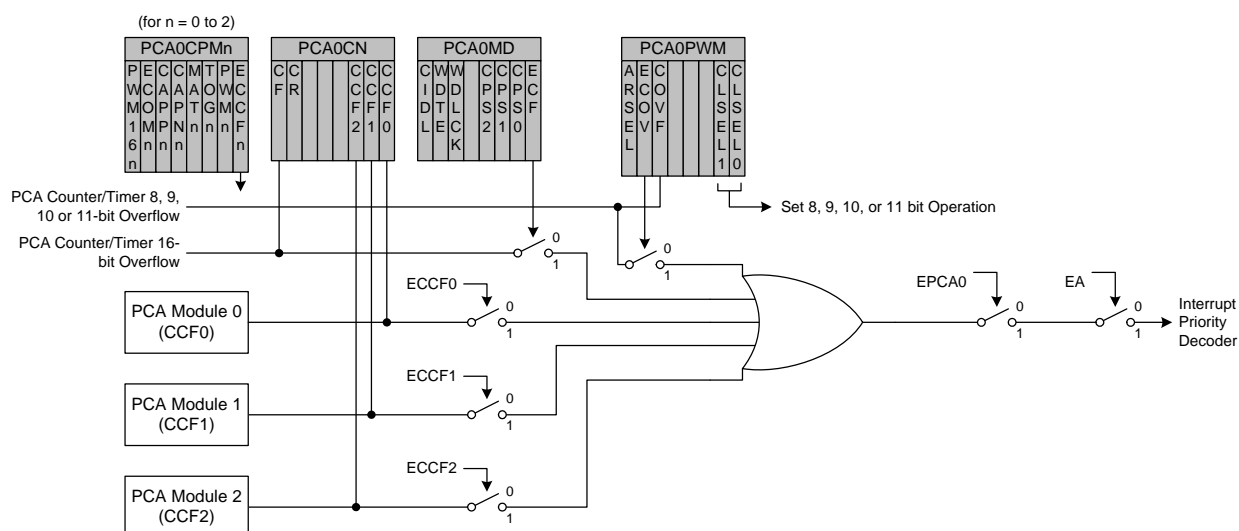 (for n = 0 to 2)
PCA0CPMn
PCA0CN
PCA0MD
PCA0PWM
PWM16n
ECOMn
CAPPn
CAPNn
MATn
TOGn
PWMn
ECCFn
CF
CR
CCF2
CCF1
CCF0
CIDL
WDTE
WDLCK
CPS2
CPS1
CPS0
ECF
ARSEL
ECOV
COVF
CLSEL1
CLSEL0
PCA Counter/Timer 8, 9,
10 or 11-bit Overflow
Set 8, 9, 10, or 11 bit Operation
PCA Counter/Timer 16-
bit Overflow
0
1
0
1
PCA Module 0
(CCF0)
ECCF0
0
1
EPCA0
0
1
EA
0
1
Interrupt
Priority
Decoder
PCA Module 1
(CCF1)
ECCF1
0
1
PCA Module 2
(CCF2)
ECCF2
0
1